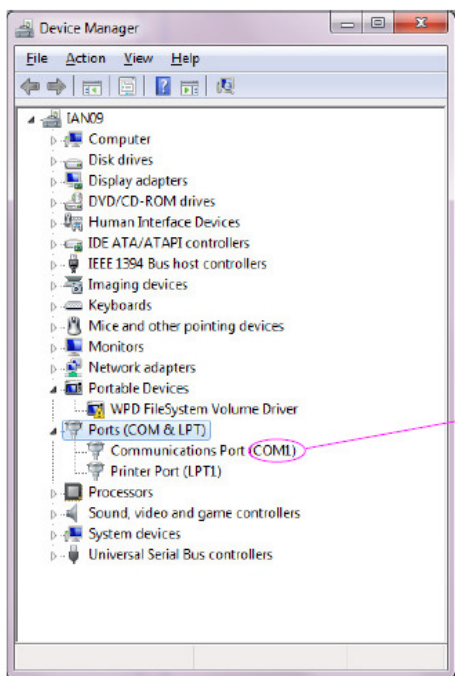 Device Manager
File Action View Help
IAN09
Computer
Disk drives
Display adapters
DVD/CD-ROM drives
Human Interface Devices
IDE ATA/ATAPI controllers
IEEE 1394 Bus host controllers
Imaging devices
Keyboards
Mice and other pointing devices
Monitors
Network adapters
Portable Devices
WPD FileSystem Volume Driver
Ports (COM & LPT)
Communications Port (COM1)
Printer Port (LPT1)
Processors
Sound, video and game controllers
System devices
Universal Serial Bus controllers